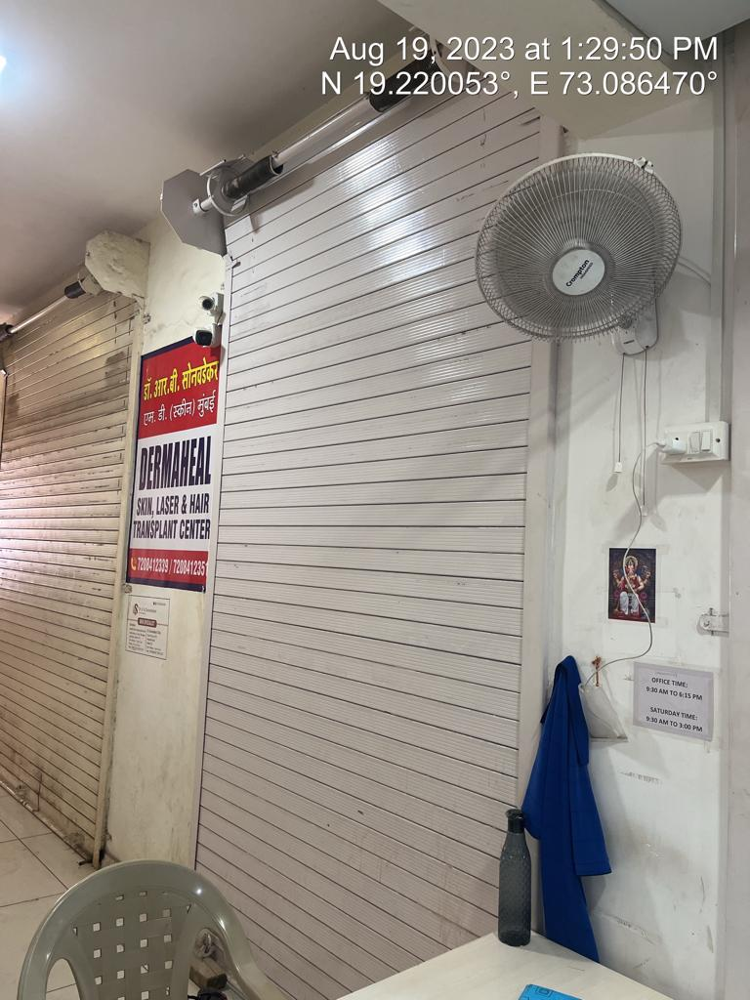 Aug 19, 2023 at 1:29:50 PM
N 19.220053°, E 73.086470°
Crompton
डॉ. आर.बी. सोनवडेकर
एम. डी. (स्कीन) मुंबई
DERMAHEAL
SKIN, LASER & HAIR
TRANSPLANT CENTER
7208412339 / 7208412351
OFFICE TIME:
9:30 AM TO 6:15 PM
SATURDAY TIME:
9:30 AM TO 3:00 PM